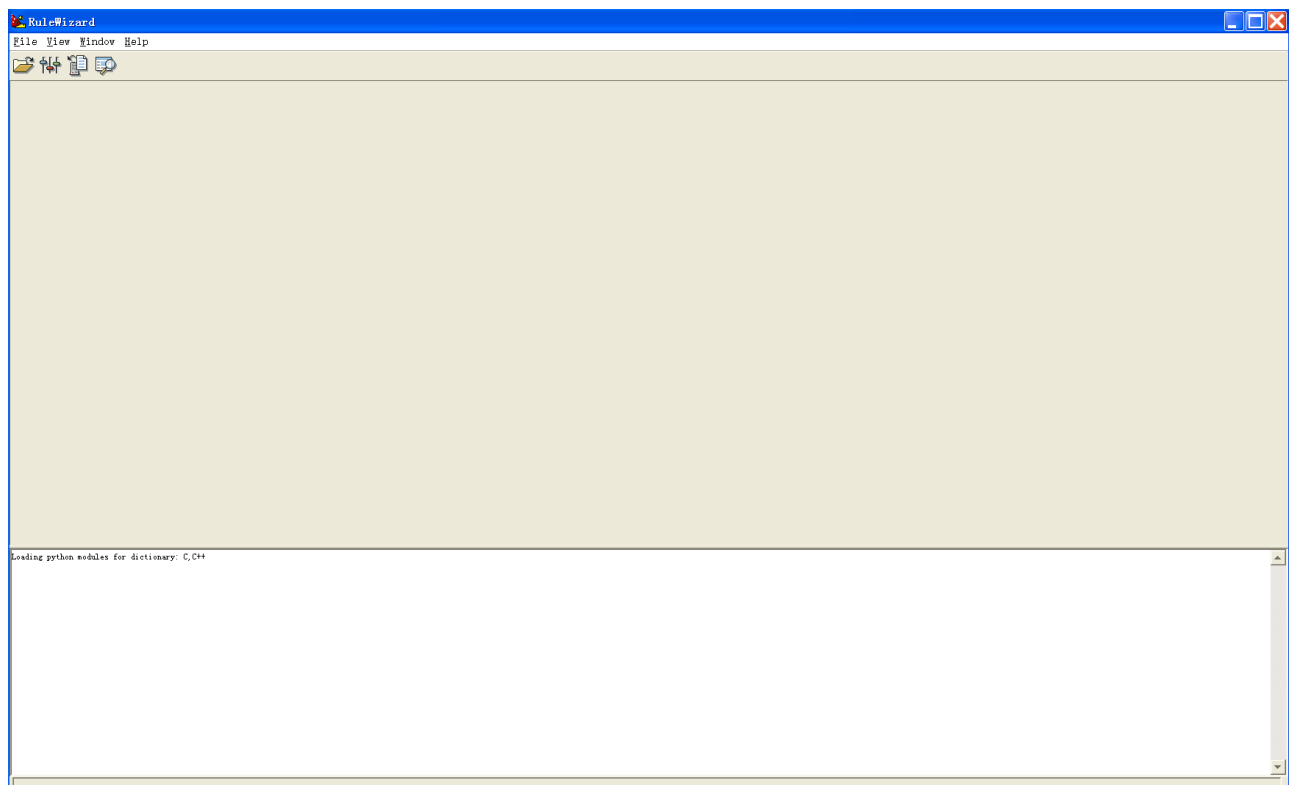 RuleWizard
File View Window Help
Loading python modules for dictionary: C,C++